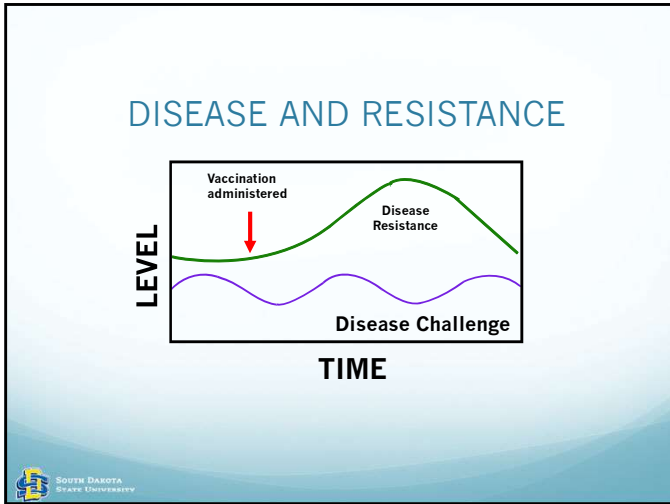 DISEASE AND RESISTANCE
Vaccination
administered
Disease
Resistance
LEVEL
Disease Challenge
TIME
SOUTH DAKOTA
STATE UNIVERSITY